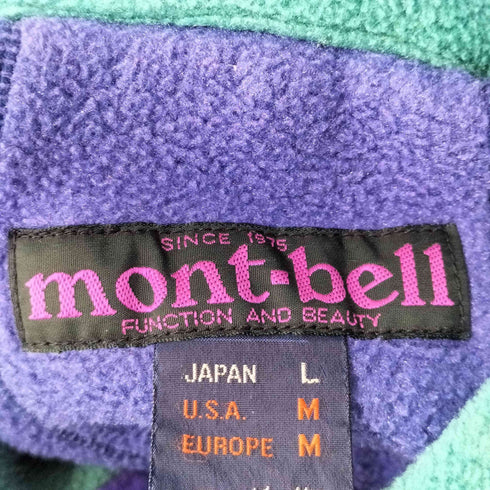 SINCE 1975
mont-bell
FUNCTION AND BEAUTY
JAPAN L
U.S.A. M
EUROPE M